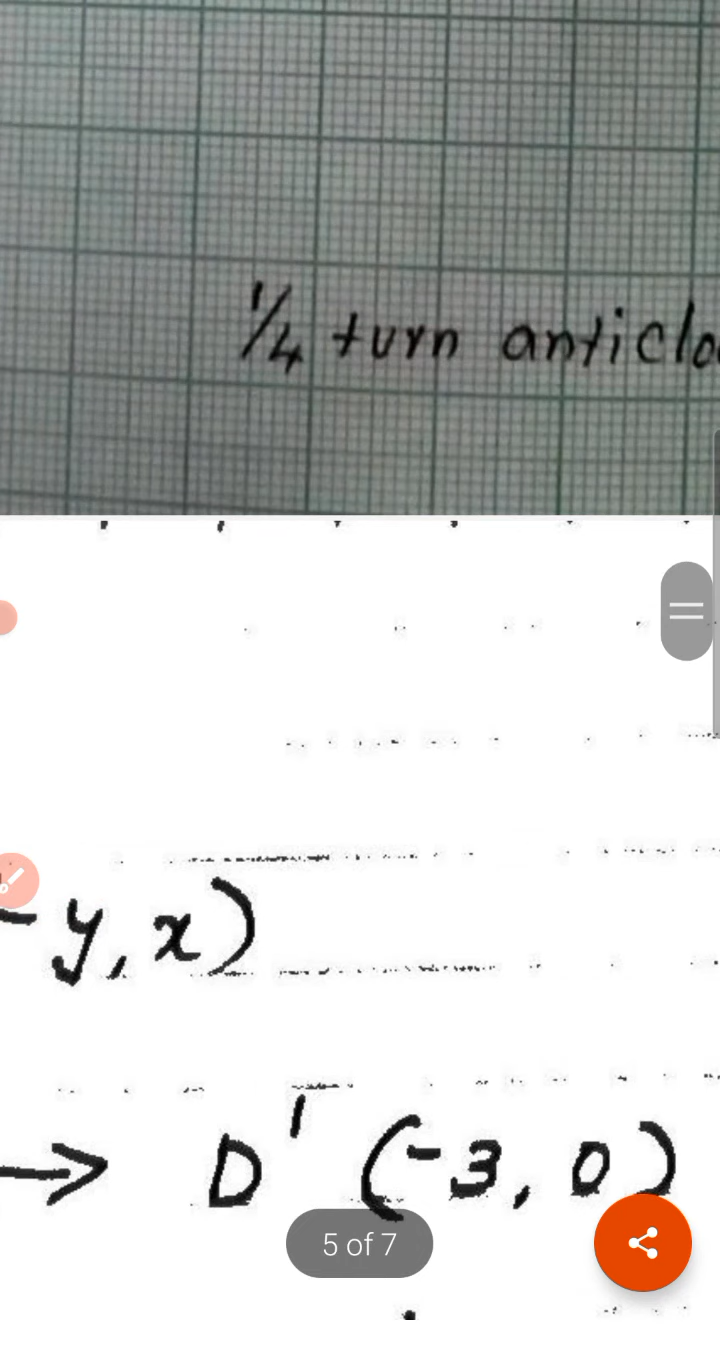 1/4 turn anticlo
- y, x)
→ D' (-3, 0)
5 of 7